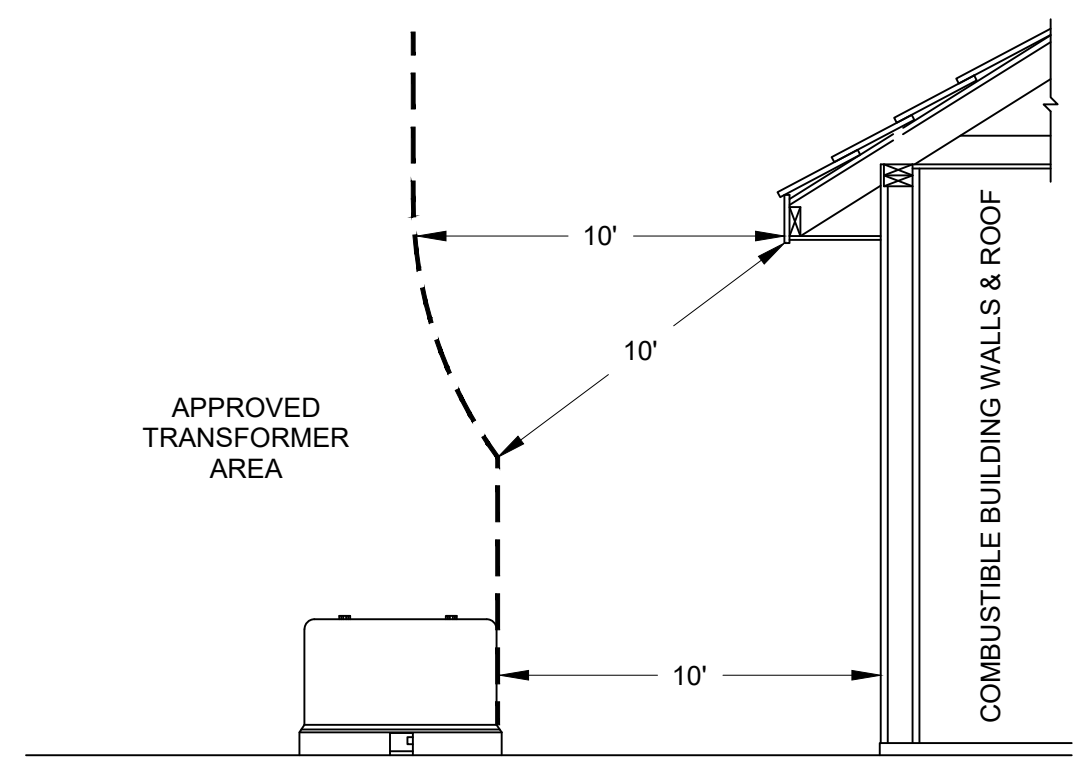 10'
10'
APPROVED
TRANSFORMER
AREA
10'
COMBUSTIBLE BUILDING WALLS & ROOF